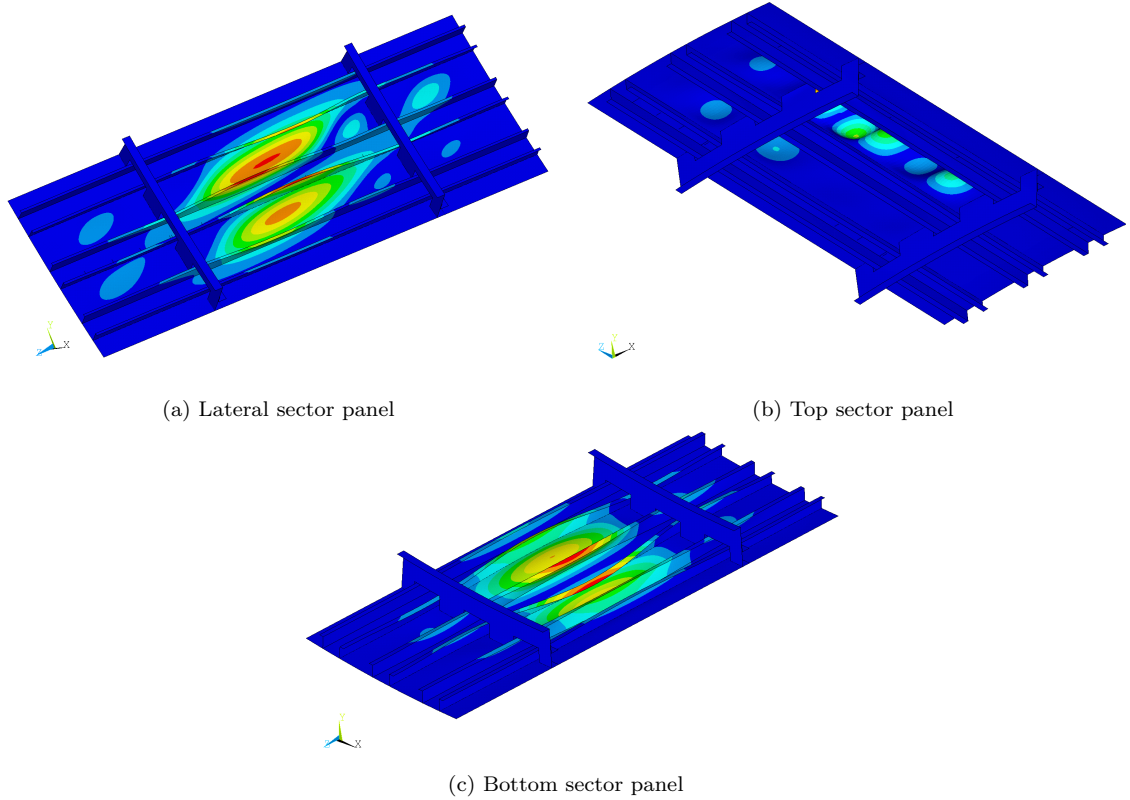 Y
Z
X
Y
Z
X
(a) Lateral sector panel
(b) Top sector panel
Y
Z
X
(c) Bottom sector panel